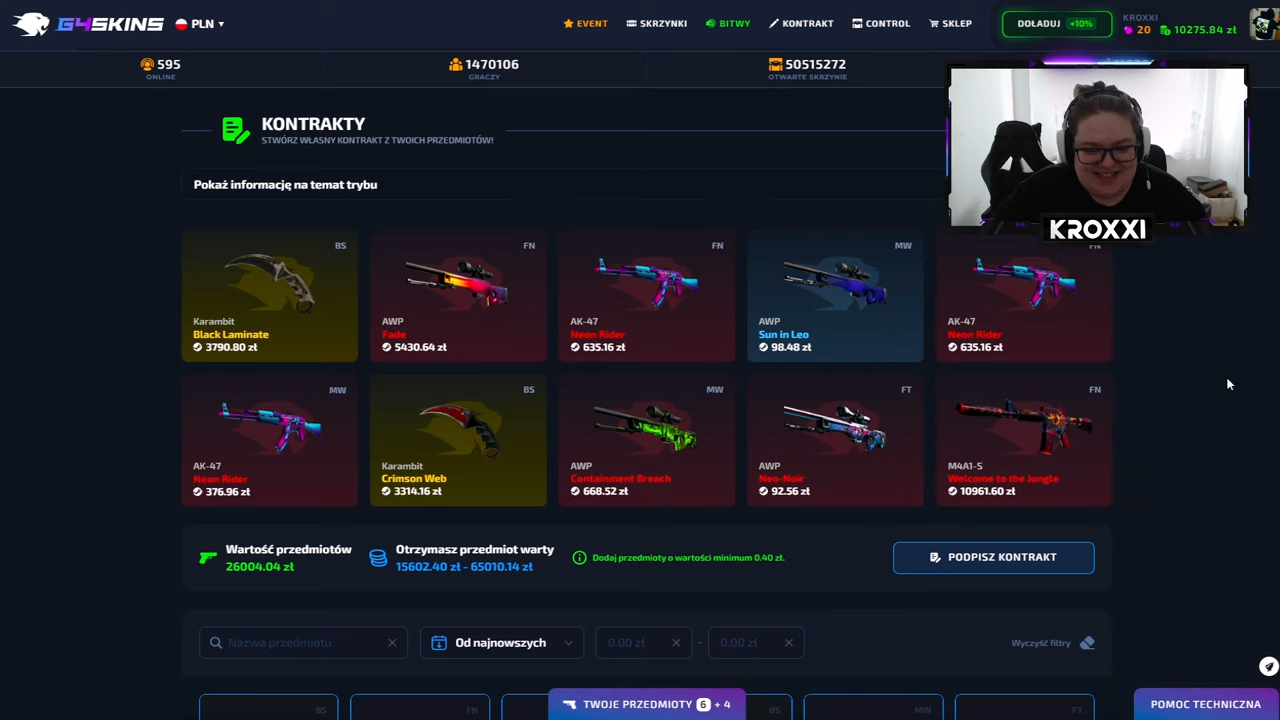 G4SKINS
PLN
EVENT
SKRZYNKI
BITWY
KONTRAKT
CONTROL
SKLEP
DOŁADUJ +10%
KROXXI
20 10275.84 zł
595
ONLINE
1470106
GRACZY
50515272
OTWARTE SKRZYNIE
KONTRAKTY
STWÓRZ WŁASNY KONTRAKT Z TWOICH PRZEDMIOTÓW!
Pokaż informację na temat trybu
KROXXI
BS
Karambit
Black Laminate
3790.80 zł
FN
AWP
Fade
5430.64 zł
FN
AK-47
Neon Rider
635.16 zł
MW
AWP
Sun in Leo
98.48 zł
FN
AK-47
Neon Rider
635.16 zł
MW
AK-47
Neon Rider
376.96 zł
BS
Karambit
Crimson Web
3314.16 zł
MW
AWP
Containment Breach
668.52 zł
FT
AWP
Neo-Noir
92.56 zł
FN
M4A1-S
Welcome to the Jungle
10961.60 zł
Wartość przedmiotów
26004.04 zł
Otrzymasz przedmiot warty
15602.40 zł - 65010.14 zł
Dodaj przedmioty o wartości minimum 0.40 zł.
PODPISZ KONTRAKT
Nazwa przedmiotu
Od najnowszych
0.00 zł - 0.00 zł
Wyczyść filtry
BS
FN
BS
MW
FT
TWOJE PRZEDMIOTY 6 + 4
POMOC TECHNICZNA